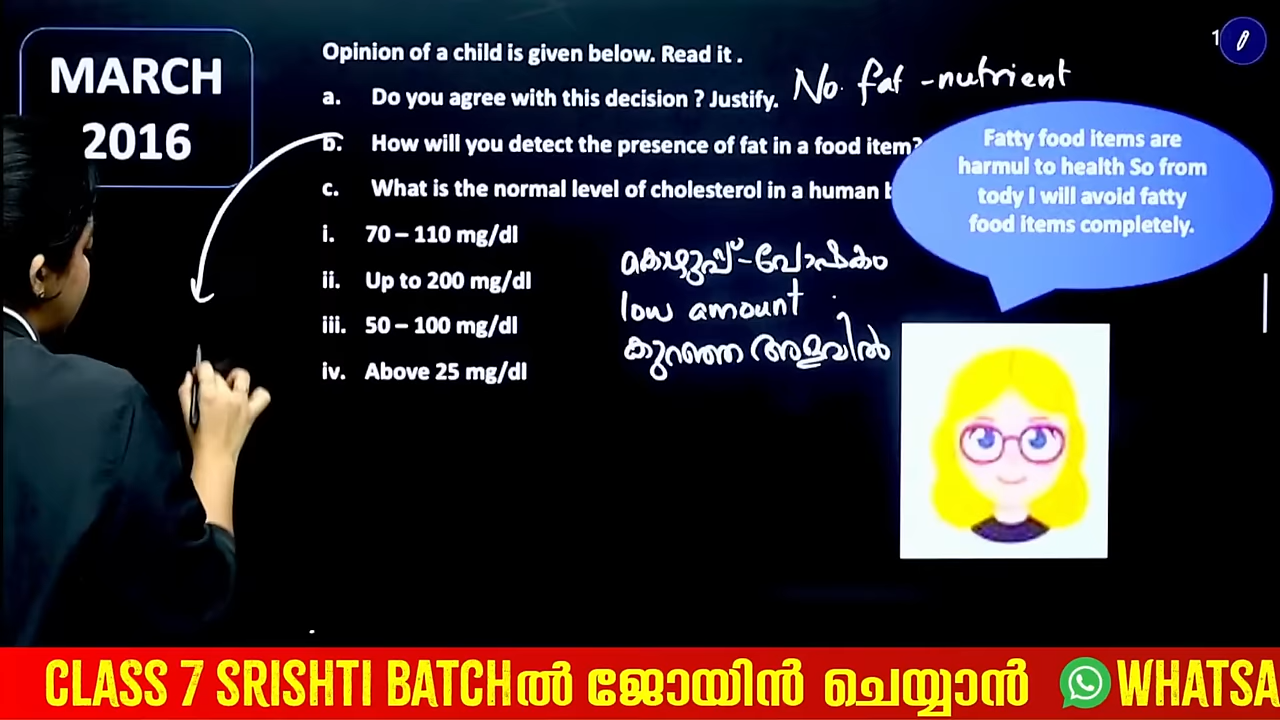 MARCH
2016
Opinion of a child is given below. Read it .
a. Do you agree with this decision ? Justify. No. fat - nutrient
b. How will you detect the presence of fat in a food item?
c. What is the normal level of cholesterol in a human b
i. 70 – 110 mg/dl
ii. Up to 200 mg/dl
iii. 50 – 100 mg/dl
iv. Above 25 mg/dl
Fatty food items are
harmul to health So from
tody I will avoid fatty
food items completely.
കൊഴുപ്പ് - പോഷകം
low amount
കുറഞ്ഞ അളവിൽ
1
CLASS 7 SRISHTI BATCHൽ ജോയിൻ ചെയ്യാൻ WHATSA